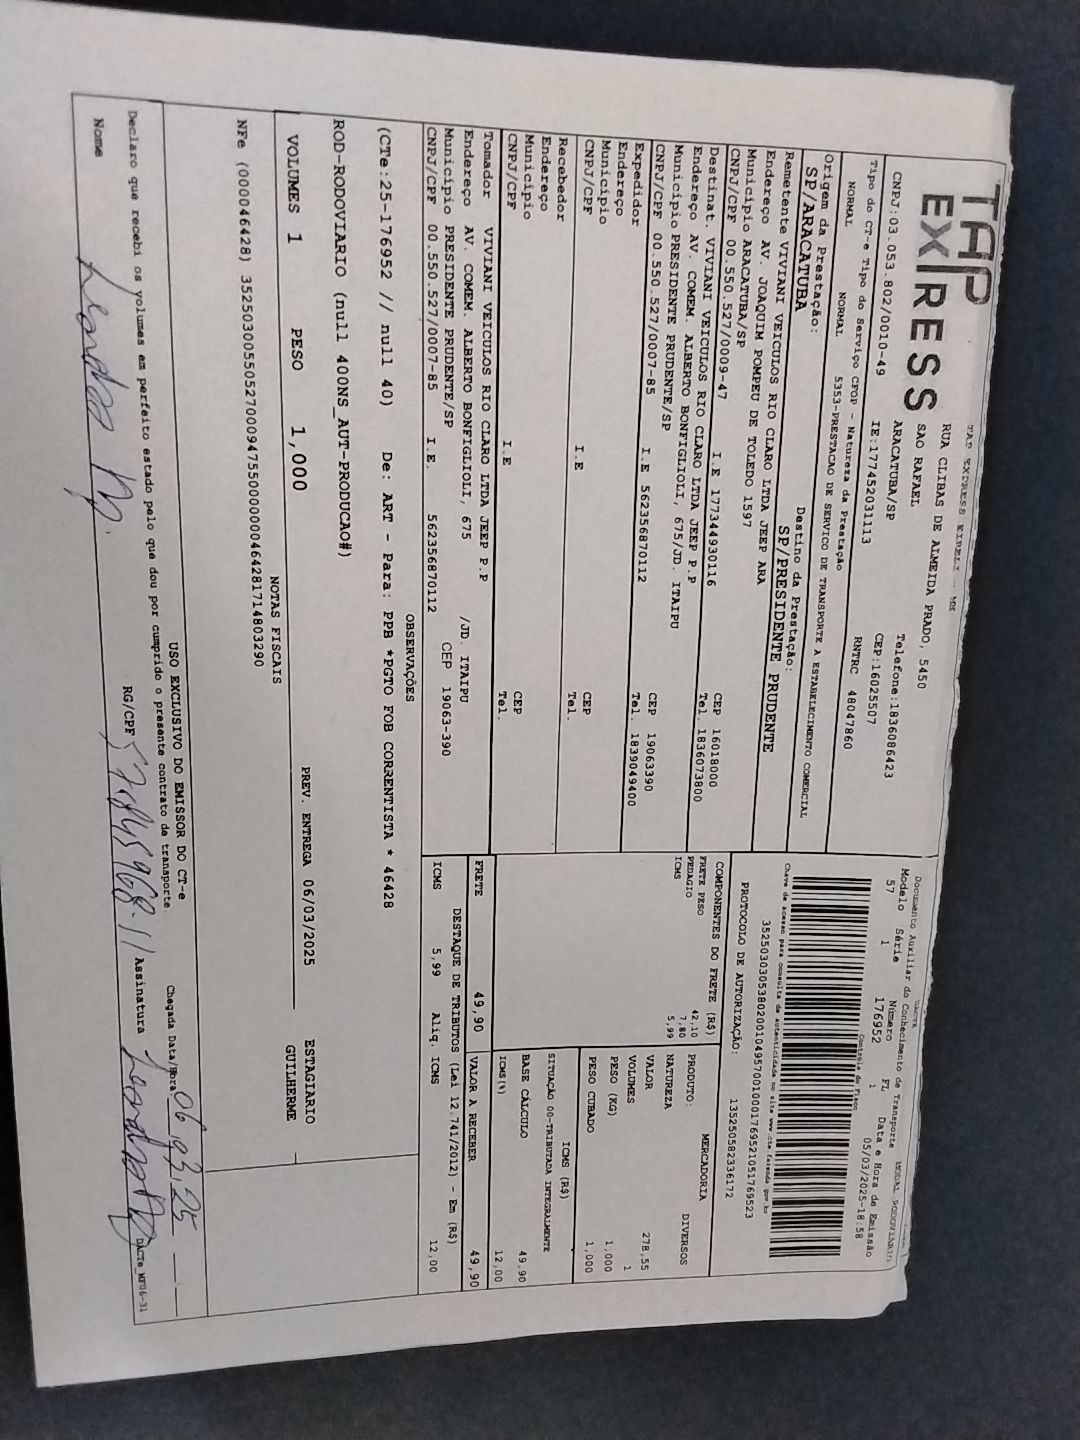 TAP
EXPRESS
TAP EXPRESS EIRELI - ME
RUA CLIBAS DE ALMEIDA PRADO, 5450
SAO RAFAEL Telefone:1836086423
ARACATUBA/SP CEP:16025507
CNPJ:03.053.802/0010-49 IE:177452031113 RNTRC 48047860
Tipo do CT-e Tipo do Serviço CFOP - Natureza da Prestação
NORMAL NORMAL 5353-PRESTACAO DE SERVICO DE TRANSPORTE A ESTABELECIMENTO COMERCIAL
Origem da Prestação: Destino da Prestação:
SP/ARACATUBA SP/PRESIDENTE PRUDENTE
Remetente VIVIANI VEICULOS RIO CLARO LTDA JEEP ARA
Endereço AV. JOAQUIM POMPEU DE TOLEDO 1597
Município ARACATUBA/SP CEP 16018000
CNPJ/CPF 00.550.527/0009-47 I.E 177344930116 Tel. 1836073800
Destinat. VIVIANI VEICULOS RIO CLARO LTDA JEEP P.P
Endereço AV. COMEM. ALBERTO BONFIGLIOLI, 675/JD. ITAIPU
Município PRESIDENTE PRUDENTE/SP CEP 19063390
CNPJ/CPF 00.550.527/0007-85 I.E 562356870112 Tel. 1839049400
Expedidor
Endereço
Município CEP
CNPJ/CPF I.E Tel.
Recebedor
Endereço
Município CEP
CNPJ/CPF I.E Tel.
Tomador VIVIANI VEICULOS RIO CLARO LTDA JEEP P.P
Endereço AV. COMEM. ALBERTO BONFIGLIOLI, 675 /JD. ITAIPU
Município PRESIDENTE PRUDENTE/SP CEP 19063-390
CNPJ/CPF 00.550.527/0007-85 I.E. 562356870112
DACTE
Documento Auxiliar do Conhecimento de Transporte MODAL RODOVIARIO
Modelo Série Número FL Data e Hora de Emissão
57 1 176952 1 05/03/2025-18:58
Controle do Fisco
Chave de acesso para consulta de autenticidade no site www.cte.fazenda.gov.br
35250303053802001049570010001769521051769523
PROTOCOLO DE AUTORIZAÇÃO: 135250582336172
COMPONENTES DO FRETE (R$)
FRETE PESO 42,10
PEDAGIO 7,80
ICMS 5,99
FRETE 49,90
PRODUTO: MERCADORIA
NATUREZA DIVERSOS
VALOR 278,55
VOLUMES 1
PESO (KG) 1,000
PESO CUBADO 1,000
ICMS (R$)
SITUAÇÃO 00-TRIBUTADA INTEGRALMENTE
BASE CÁLCULO 49,90
ICMS(%) 12,00
VALOR A RECEBER 49,90
DESTAQUE DE TRIBUTOS (Lei 12.741/2012) - Em (R$)
ICMS 5,99 Aliq. ICMS 12,00
OBSERVAÇÕES
(CTe:25-176952 // null 40) De: ART - Para: PPB *PGTO FOB CORRENTISTA * 46428
ROD-RODOVIARIO (null 400NS_AUT-PRODUCAO#)
VOLUMES 1 PESO 1,000 PREV. ENTREGA 06/03/2025 ESTAGIARIO
GUILHERME
NOTAS FISCAIS
NFe (000046428) 35250300550527000947550000000464281714803290
USO EXCLUSIVO DO EMISSOR DO CT-e
Declaro que recebi os volumes em perfeito estado pelo que dou por cumprido o presente contrato de transporte.
Chegada Data/Hora 06,03,25
Nome RG/CPF Assinatura
DACTe_MT06-31